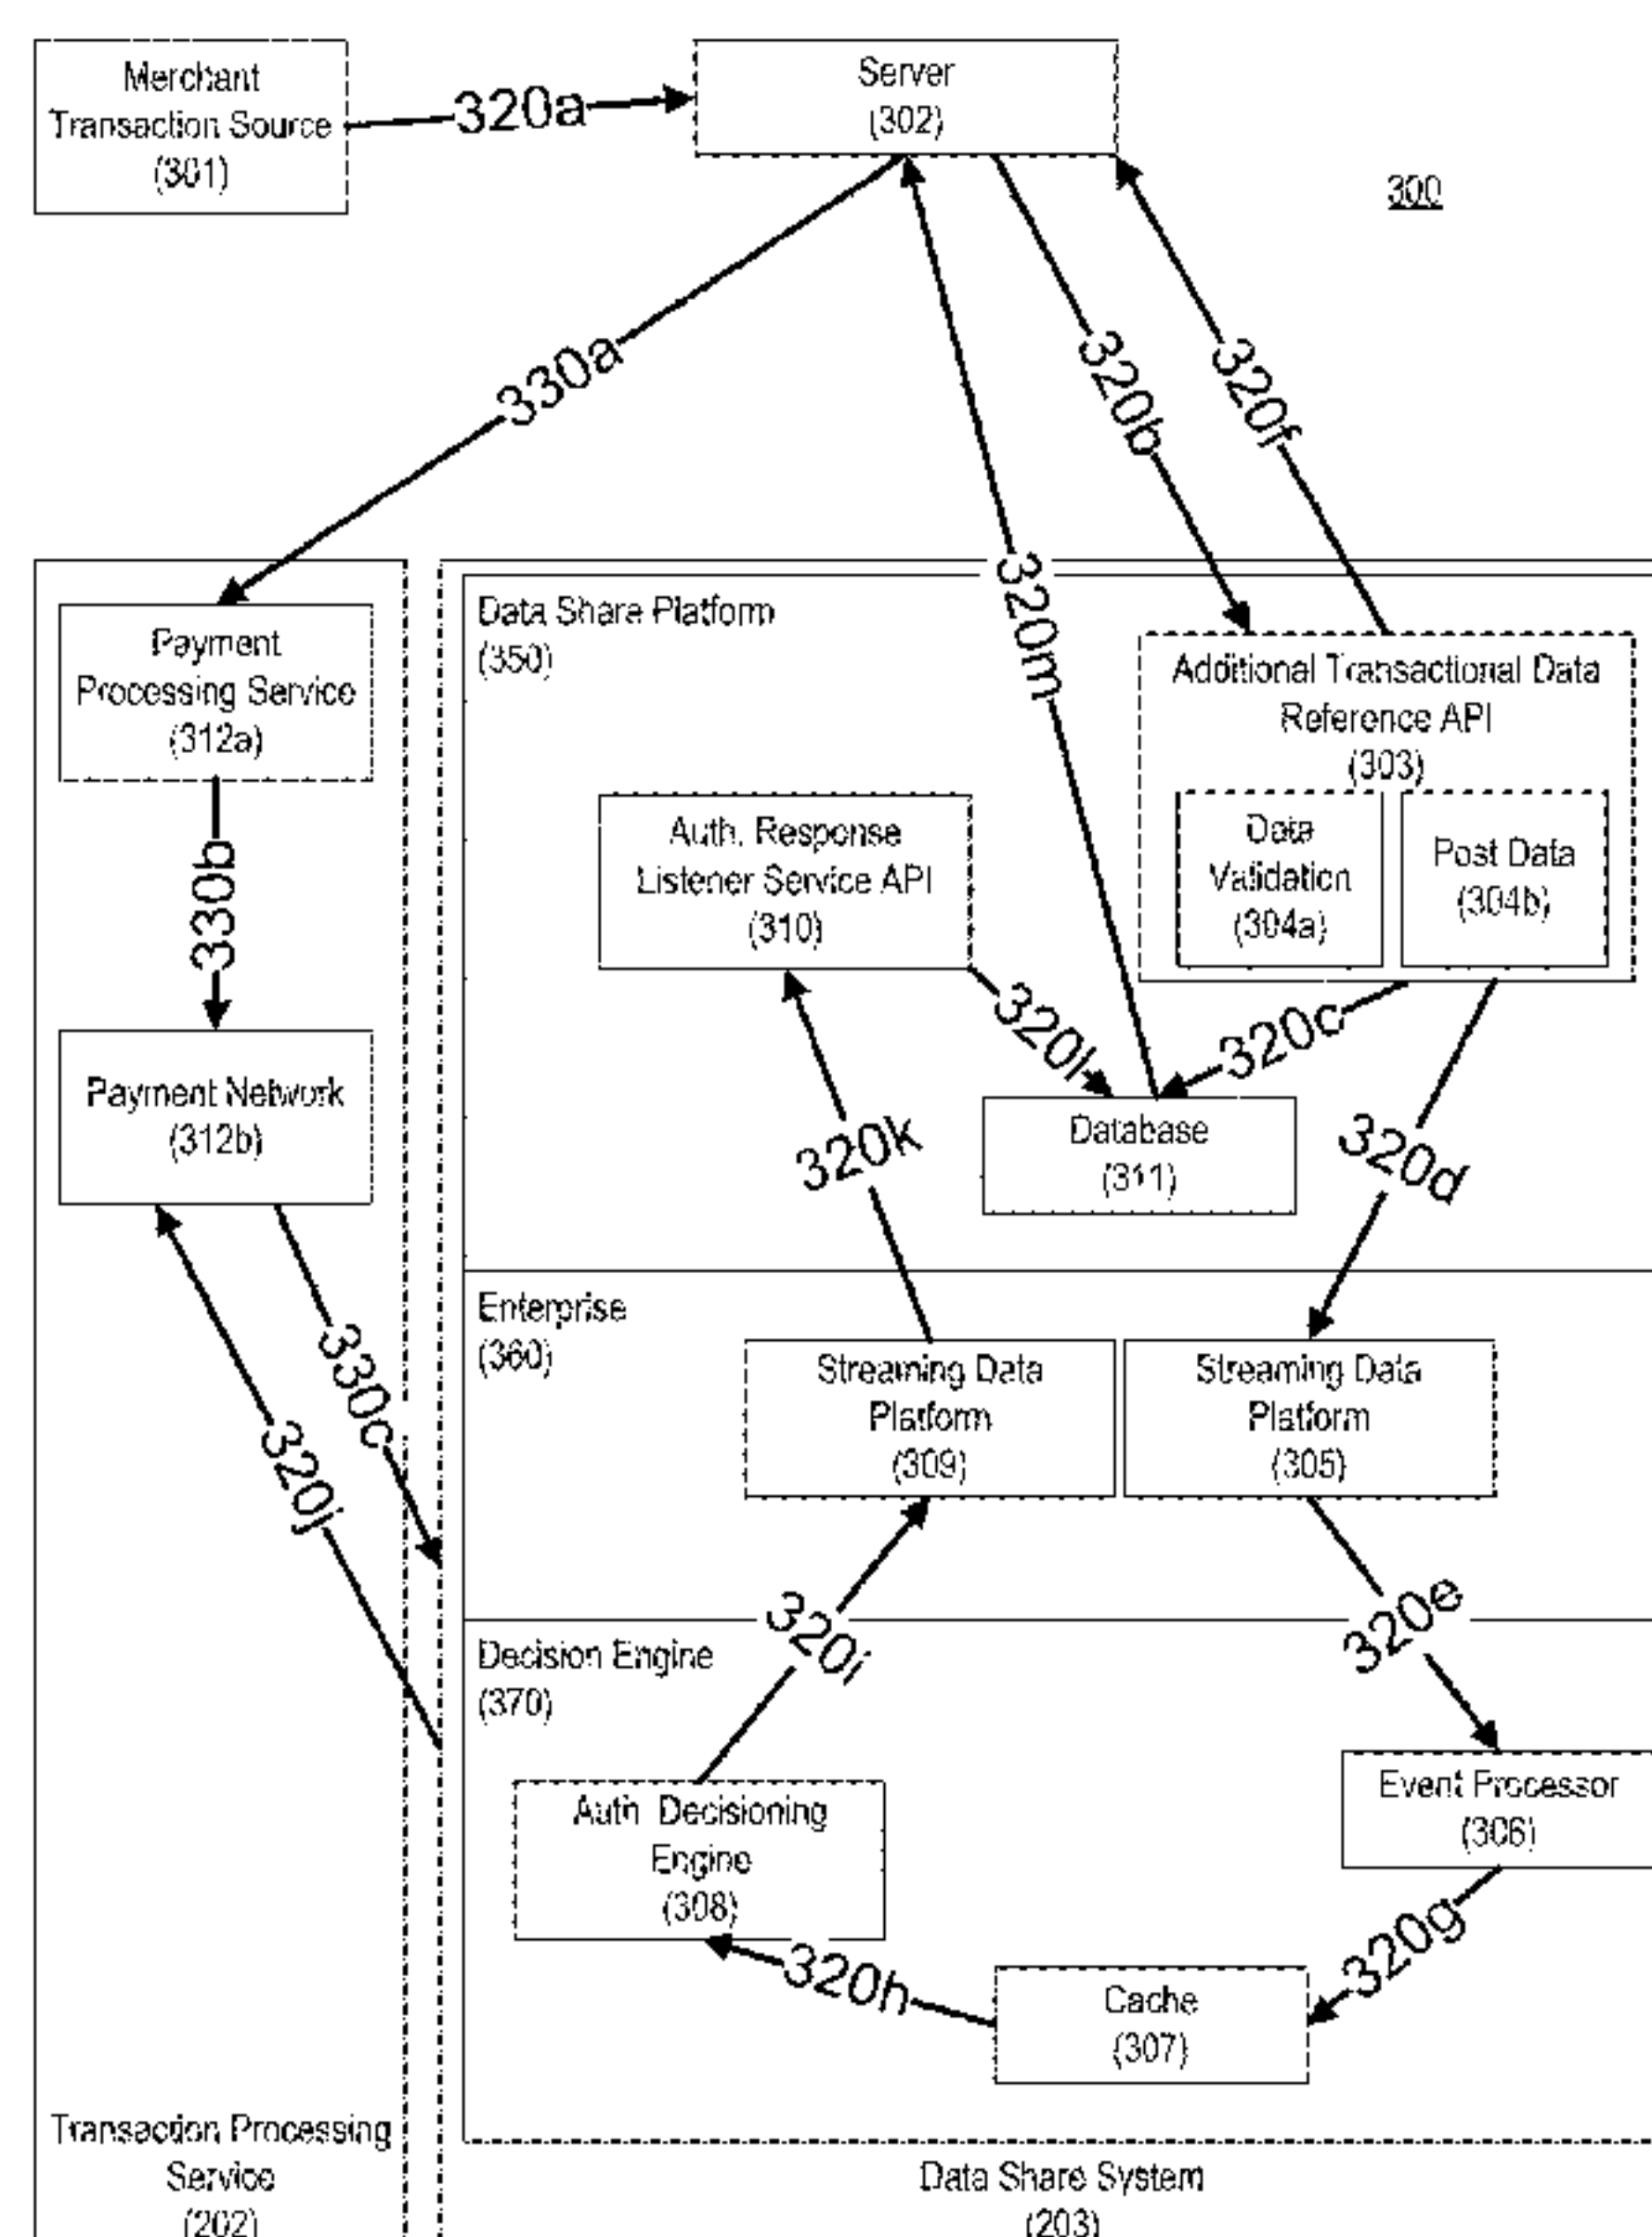 Merchant
Transaction Source
(301)
320a
Server
(302)
300
330a
320b
320f
320m
Data Share Platform
(350)
Payment
Processing Service
(312a)
Additional Transactional Data
Reference API
(303)
Data
Validation
(304a)
Post Data
(304b)
Auth. Response
Listener Service API
(310)
330b
320l
320c
Payment Network
(312b)
Database
(311)
320k
320d
Enterprise
(360)
Streaming Data
Platform
(309)
Streaming Data
Platform
(305)
330c
320j
320i
320e
Decision Engine
(370)
Auth Decisioning
Engine
(308)
Event Processor
(306)
320h
320g
Cache
(307)
Transaction Processing
Service
(202)
Data Share System
(203)